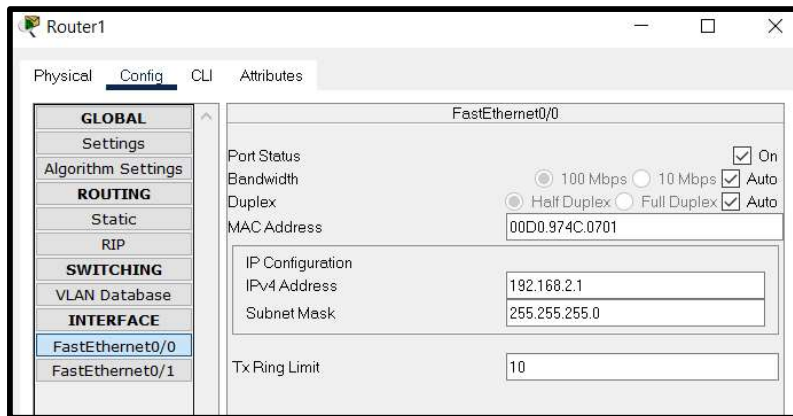 Router1
Physical Config CLI Attributes
GLOBAL
Settings
Algorithm Settings
ROUTING
Static
RIP
SWITCHING
VLAN Database
INTERFACE
FastEthernet0/0
FastEthernet0/1
FastEthernet0/0
Port Status On
Bandwidth 100 Mbps 10 Mbps Auto
Duplex Half Duplex Full Duplex Auto
MAC Address 00D0.974C.0701
IP Configuration
IPv4 Address 192.168.2.1
Subnet Mask 255.255.255.0
Tx Ring Limit 10